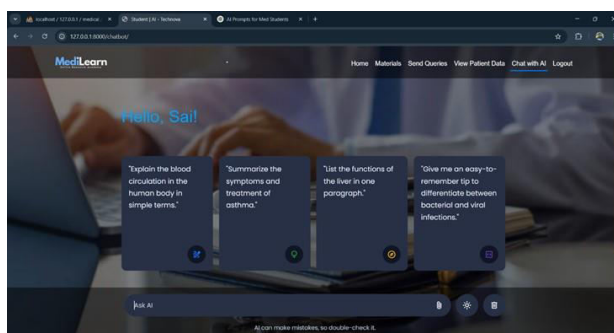 localhost / 127.0.0.1 / medical
Student | AI - Technova
AI Prompts for Med Students
127.0.0.1:8000/chatbot/
MediLearn
Home Materials Send Queries View Patient Data Chat with AI Logout
Hello, Sai!
"Explain the blood
circulation in the
human body in
simple terms."
"Summarize the
symptoms and
treatment of
asthma."
"List the functions of
the liver in one
paragraph."
"Give me an easy-to-
remember tip to
differentiate between
bacterial and viral
infections."
Ask AI
AI can make mistakes, so double-check it.